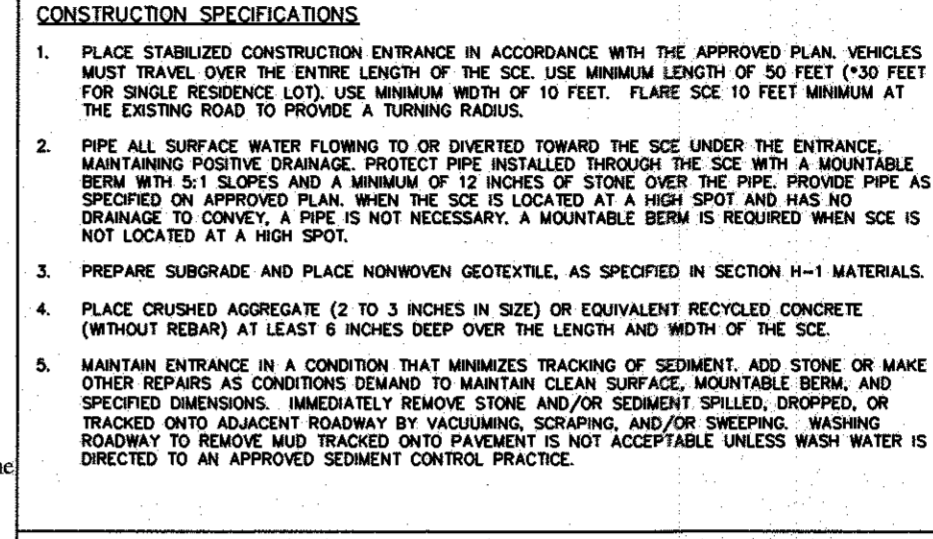 CONSTRUCTION SPECIFICATIONS
1. PLACE STABILIZED CONSTRUCTION ENTRANCE IN ACCORDANCE WITH THE APPROVED PLAN. VEHICLES
MUST TRAVEL OVER THE ENTIRE LENGTH OF THE SCE. USE MINIMUM LENGTH OF 50 FEET (*30 FEET
FOR SINGLE RESIDENCE LOT). USE MINIMUM WIDTH OF 10 FEET. FLARE SCE 10 FEET MINIMUM AT
THE EXISTING ROAD TO PROVIDE A TURNING RADIUS.
2. PIPE ALL SURFACE WATER FLOWING TO OR DIVERTED TOWARD THE SCE UNDER THE ENTRANCE,
MAINTAINING POSITIVE DRAINAGE. PROTECT PIPE INSTALLED THROUGH THE SCE WITH A MOUNTABLE
BERM WITH 5:1 SLOPES AND A MINIMUM OF 12 INCHES OF STONE OVER THE PIPE. PROVIDE PIPE AS
SPECIFIED ON APPROVED PLAN. WHEN THE SCE IS LOCATED AT A HIGH SPOT AND HAS NO
DRAINAGE TO CONVEY, A PIPE IS NOT NECESSARY. A MOUNTABLE BERM IS REQUIRED WHEN SCE IS
NOT LOCATED AT A HIGH SPOT.
3. PREPARE SUBGRADE AND PLACE NONWOVEN GEOTEXTILE, AS SPECIFIED IN SECTION H-1 MATERIALS.
4. PLACE CRUSHED AGGREGATE (2 TO 3 INCHES IN SIZE) OR EQUIVALENT RECYCLED CONCRETE
(WITHOUT REBAR) AT LEAST 6 INCHES DEEP OVER THE LENGTH AND WIDTH OF THE SCE.
5. MAINTAIN ENTRANCE IN A CONDITION THAT MINIMIZES TRACKING OF SEDIMENT. ADD STONE OR MAKE
OTHER REPAIRS AS CONDITIONS DEMAND TO MAINTAIN CLEAN SURFACE, MOUNTABLE BERM, AND
SPECIFIED DIMENSIONS. IMMEDIATELY REMOVE STONE AND/OR SEDIMENT SPILLED, DROPPED, OR
TRACKED ONTO ADJACENT ROADWAY BY VACUUMING, SCRAPING, AND/OR SWEEPING. WASHING
ROADWAY TO REMOVE MUD TRACKED ONTO PAVEMENT IS NOT ACCEPTABLE UNLESS WASH WATER IS
DIRECTED TO AN APPROVED SEDIMENT CONTROL PRACTICE.